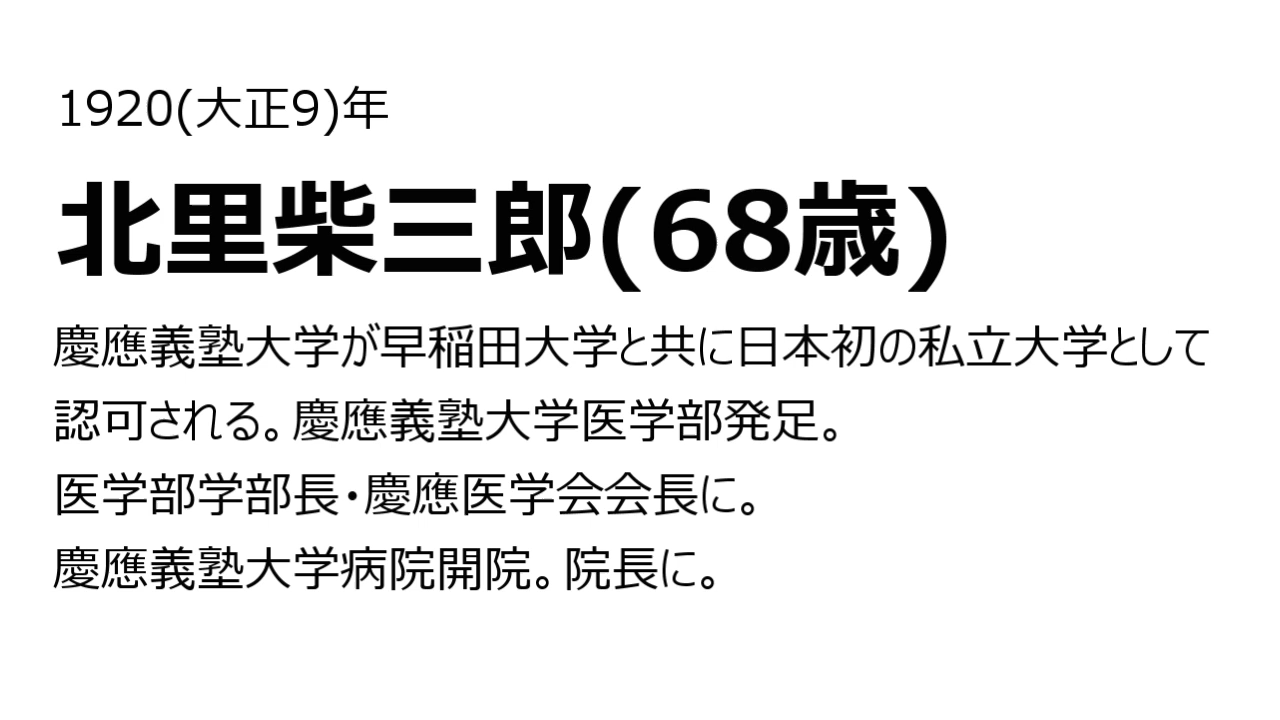 1920(大正9)年
北里柴三郎(68歳)
慶應義塾大学が早稲田大学と共に日本初の私立大学として
認可される。慶應義塾大学医学部発足。
医学部学部長・慶應医学会会長に。
慶應義塾大学病院開院。院長に。